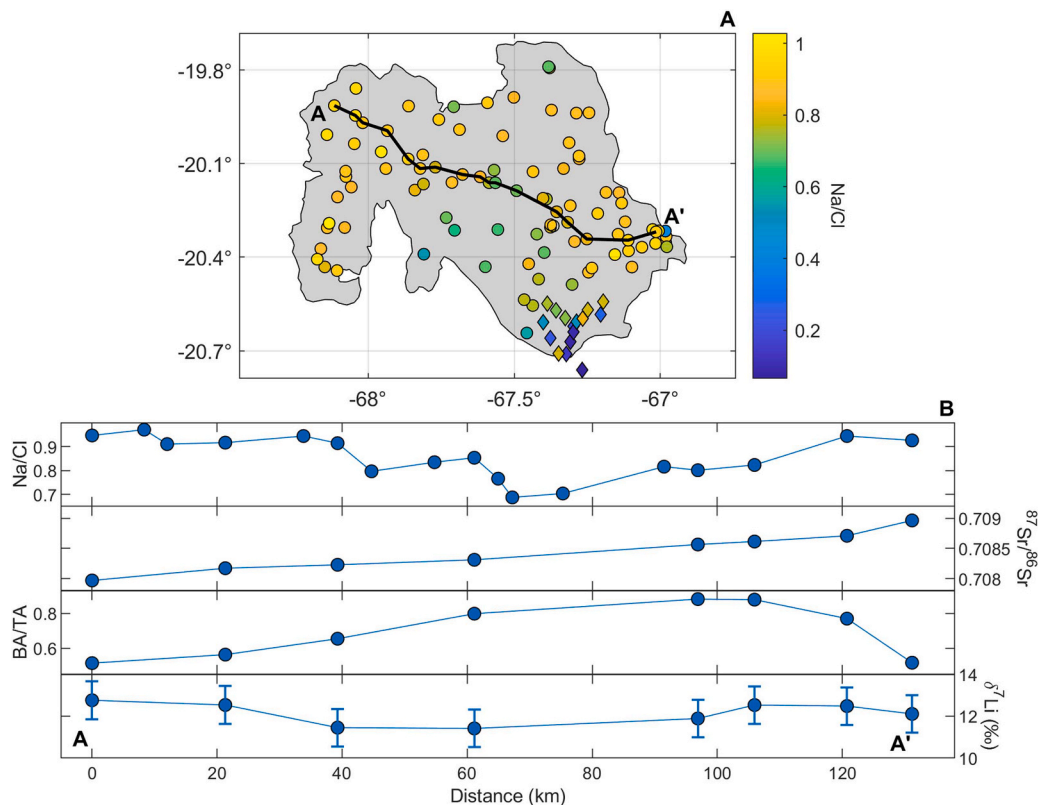 A
-19.8°
-20.1°
-20.4°
-20.7°
A
A'
-68°
-67.5°
-67°
1
0.8
0.6
0.4
0.2
Na/Cl
B
Na/Cl
0.9
0.8
0.7
0.709
0.7085
0.708
⁸⁷Sr/⁸⁶Sr
BA/TA
0.8
0.6
14
12
10
δ⁷Li (‰)
A
A'
0
20
40
60
80
100
120
Distance (km)